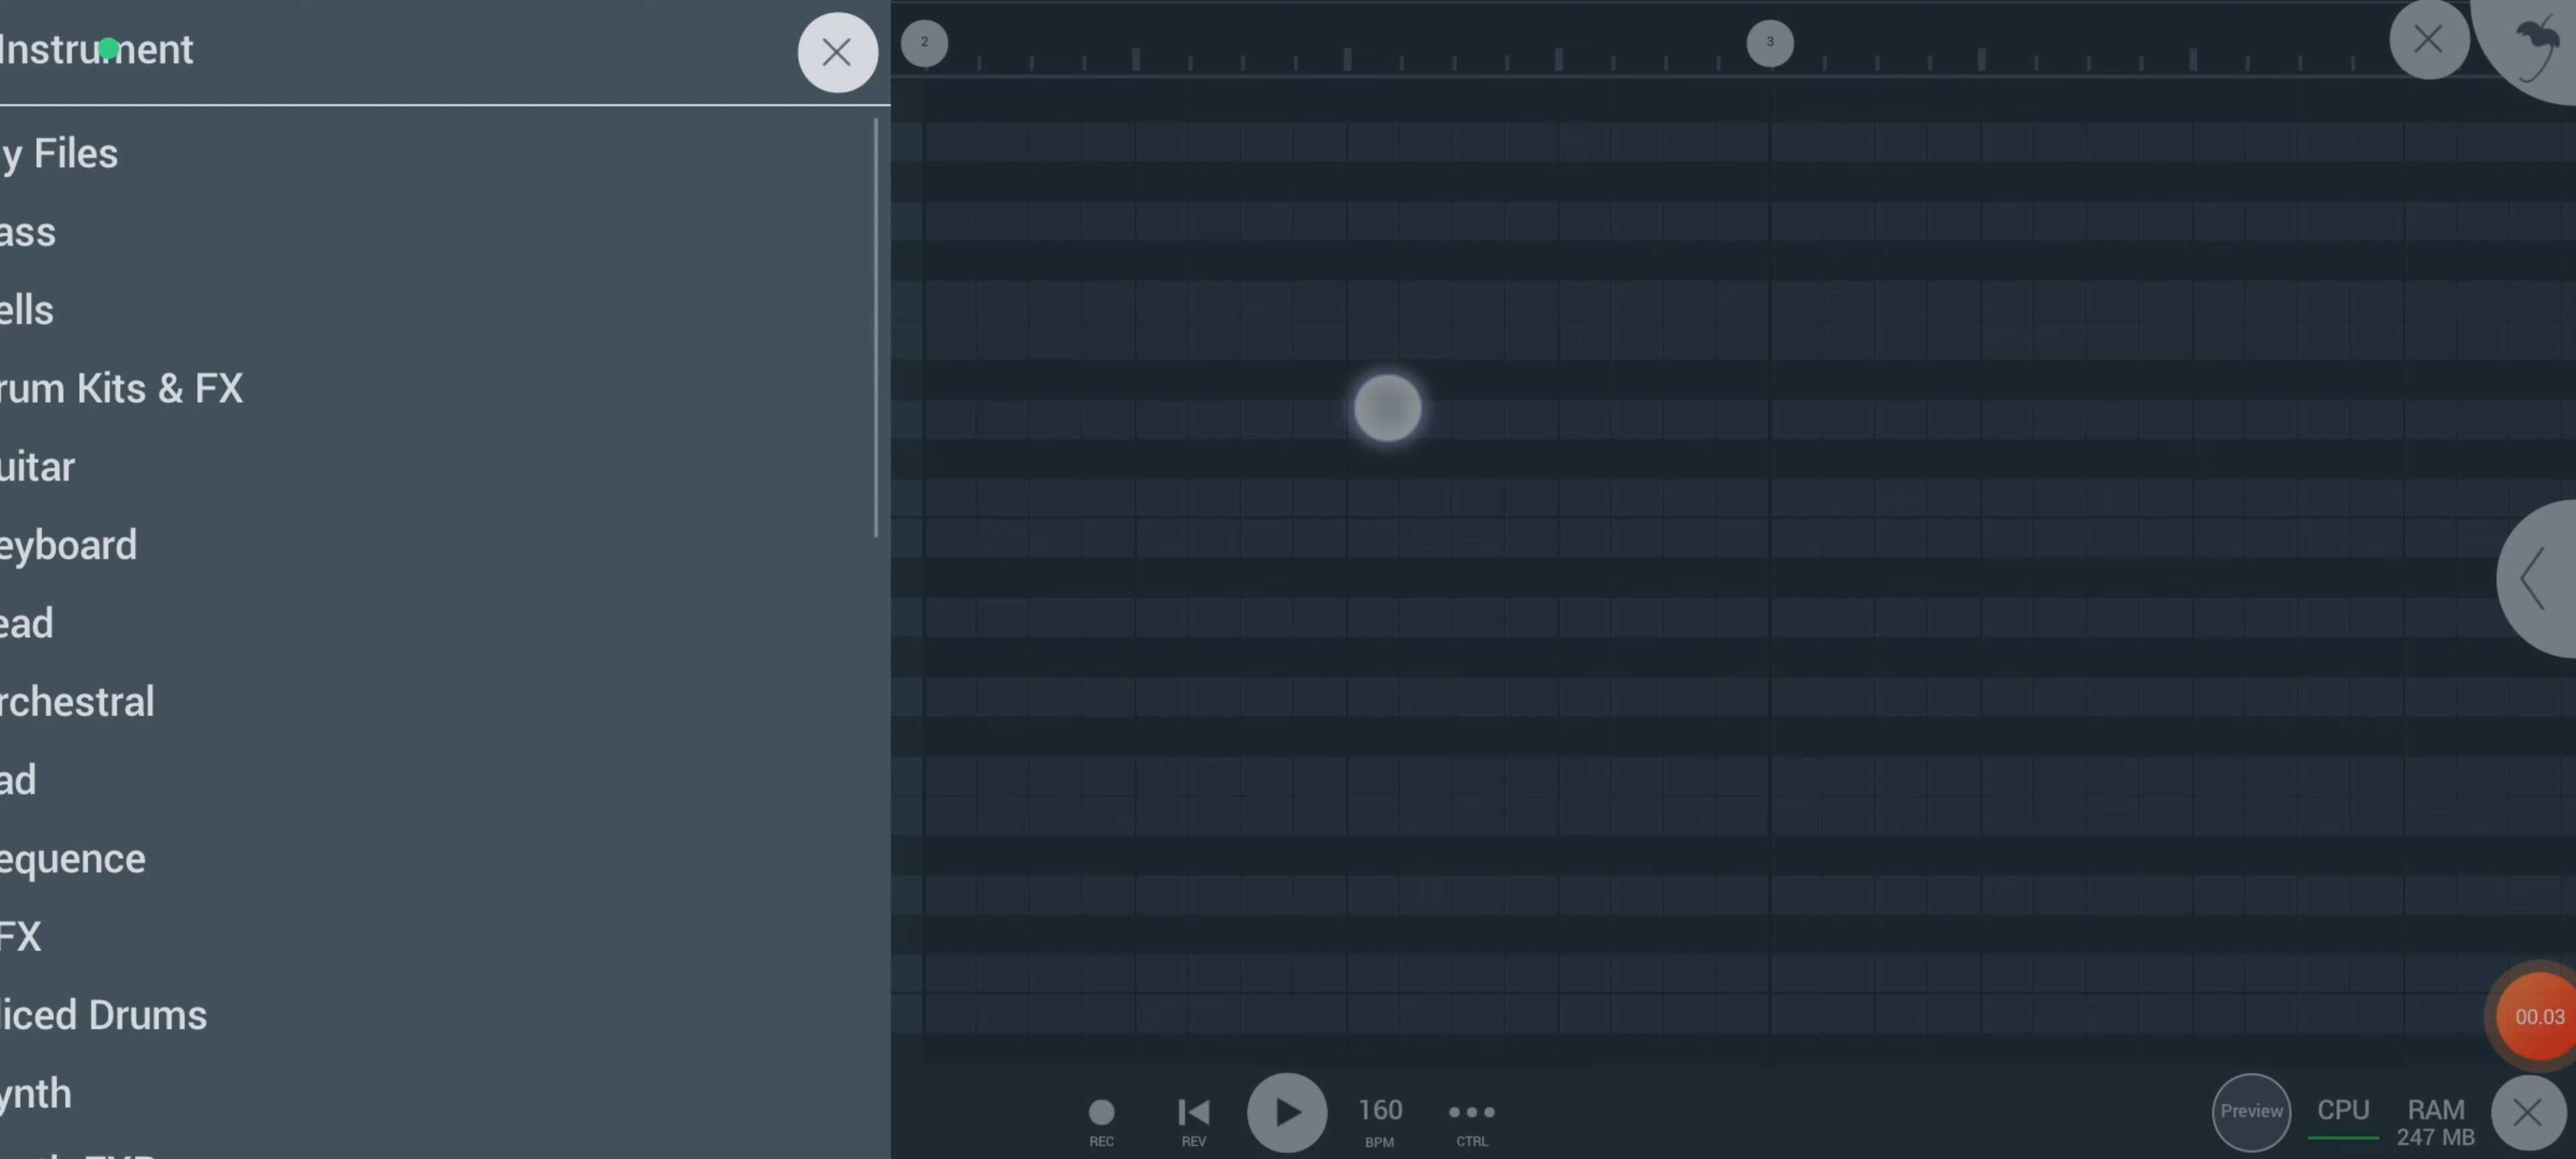 Instrument
2
3
y Files
ass
ells
rum Kits & FX
uitar
eyboard
ead
rchestral
ad
equence
FX
liced Drums
ynth
00.03
REC
REV
160
BPM
CTRL
Preview
CPU
RAM
247 MB